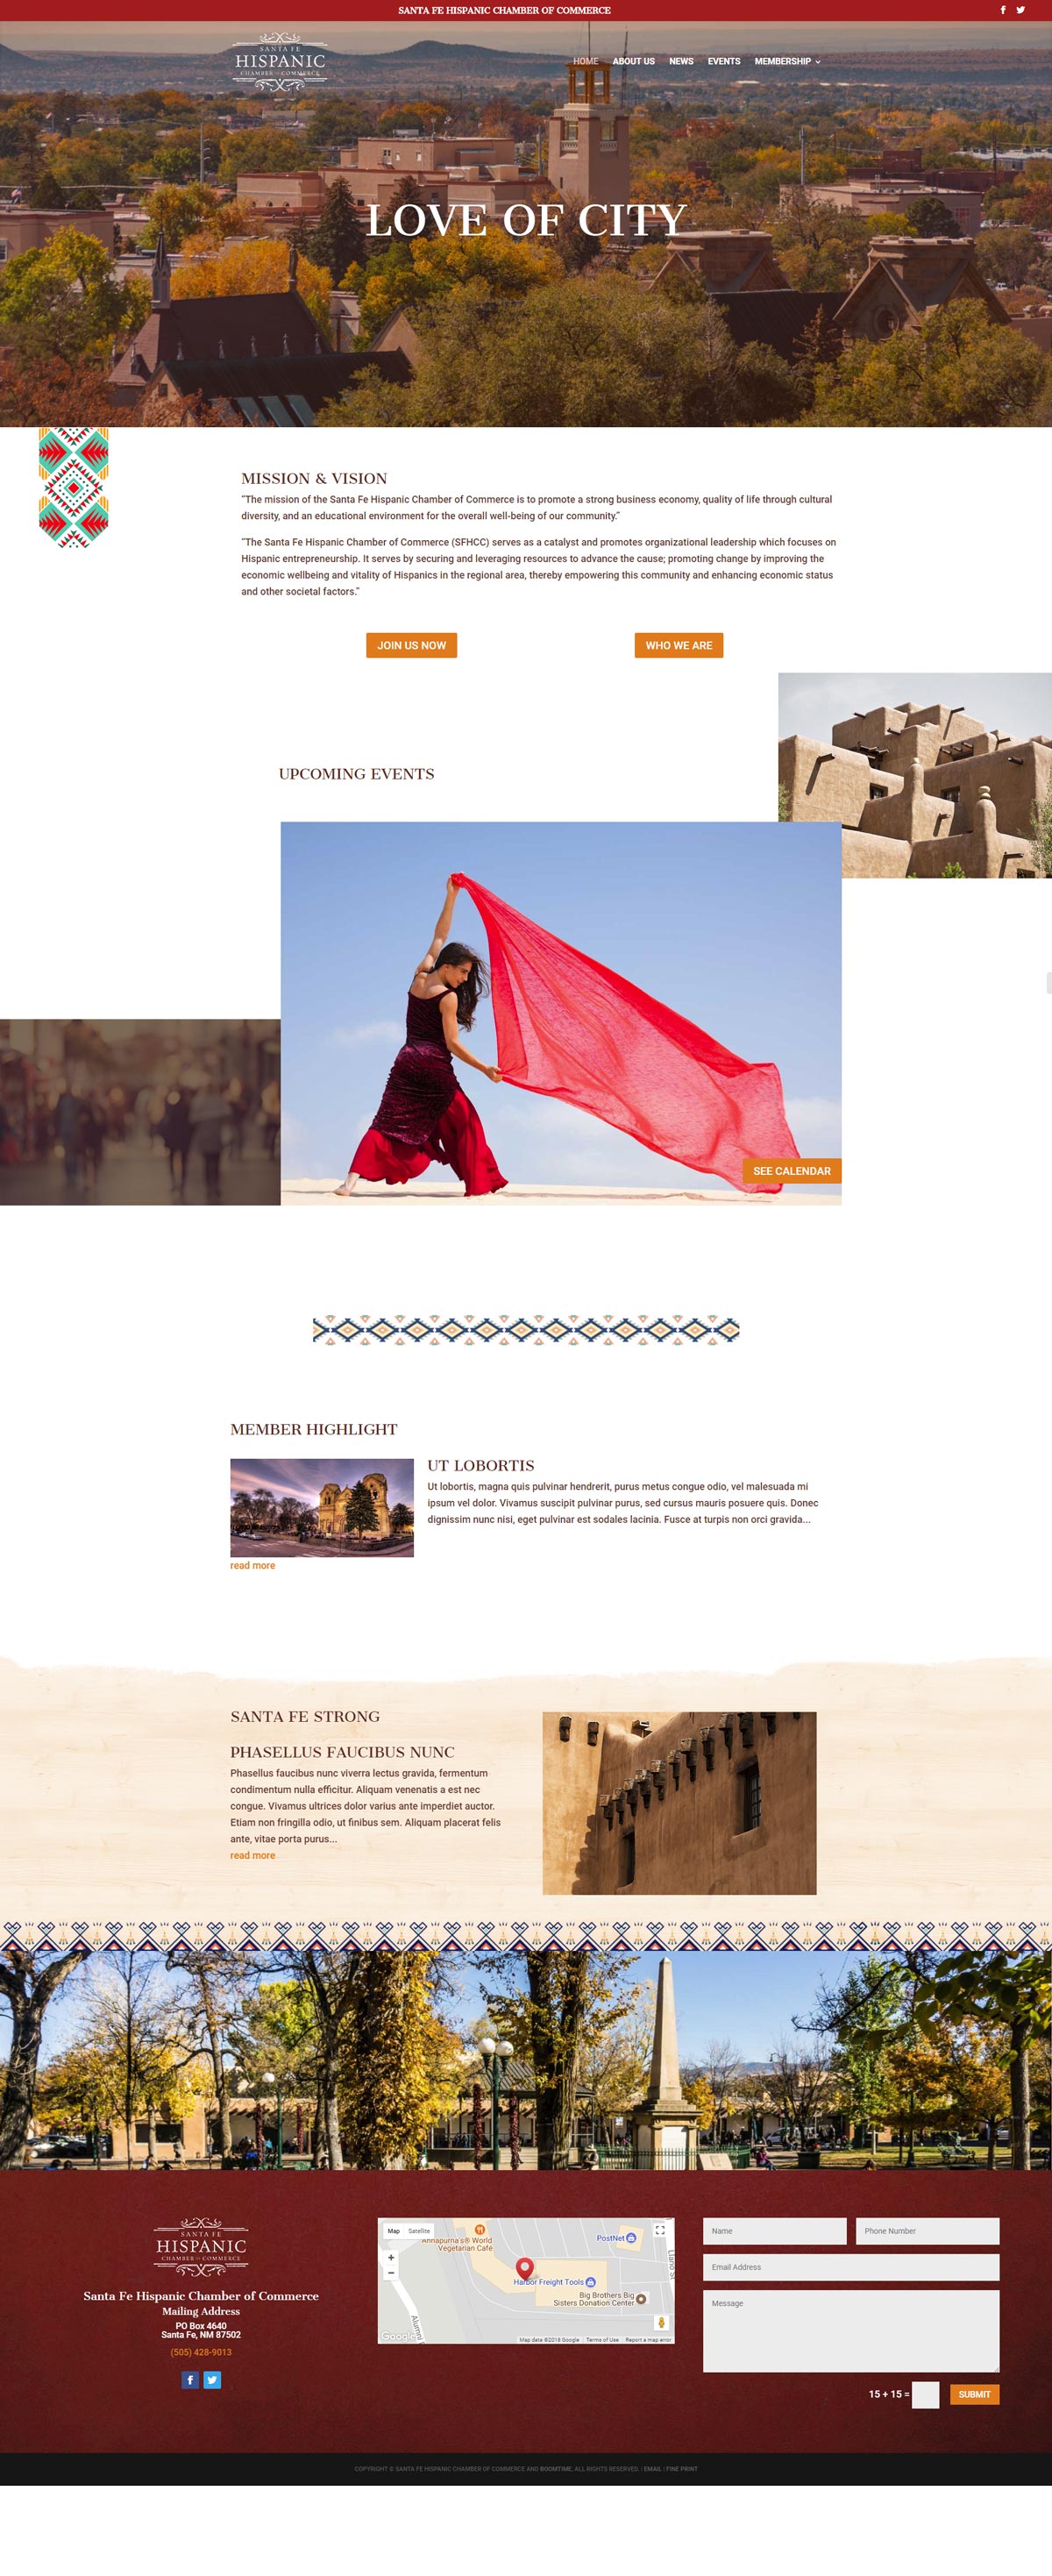 SANTA FE HISPANIC CHAMBER OF COMMERCE
SANTA FE
HISPANIC
CHAMBER OF COMMERCE
HOME ABOUT US NEWS EVENTS MEMBERSHIP
LOVE OF CITY
MISSION & VISION
“The mission of the Santa Fe Hispanic Chamber of Commerce is to promote a strong business economy, quality of life through cultural
diversity, and an educational environment for the overall well-being of our community.”
“The Santa Fe Hispanic Chamber of Commerce (SFHCC) serves as a catalyst and promotes organizational leadership which focuses on
Hispanic entrepreneurship. It serves by securing and leveraging resources to advance the cause; promoting change by improving the
economic wellbeing and vitality of Hispanics in the regional area, thereby empowering this community and enhancing economic status
and other societal factors.”
JOIN US NOW
WHO WE ARE
UPCOMING EVENTS
SEE CALENDAR
MEMBER HIGHLIGHT
UT LOBORTIS
Ut lobortis, magna quis pulvinar hendrerit, purus metus congue odio, vel malesuada mi
ipsum vel dolor. Vivamus suscipit pulvinar purus, sed cursus mauris posuere quis. Donec
dignissim nunc nisi, eget pulvinar est sodales lacinia. Fusce at turpis non orci gravida...
read more
SANTA FE STRONG
PHASELLUS FAUCIBUS NUNC
Phasellus faucibus nunc viverra lectus gravida, fermentum
condimentum nulla efficitur. Aliquam venenatis a est nec
congue. Vivamus ultrices dolor varius ante imperdiet auctor.
Etiam non fringilla odio, ut finibus sem. Aliquam placerat felis
ante, vitae porta purus...
read more
SANTA FE
HISPANIC
CHAMBER OF COMMERCE
Santa Fe Hispanic Chamber of Commerce
Mailing Address
PO Box 4640
Santa Fe, NM 87502
(505) 428-9013
Map Satellite
Annapurna's World
Vegetarian Café
PostNet
Llano St
Harbor Freight Tools
Big Brothers Big
Sisters Donation Center
Alumni
Google
Map data ©2018 Google Terms of Use Report a map error
Name
Phone Number
Email Address
Message
15 + 15 =
SUBMIT
COPYRIGHT © SANTA FE HISPANIC CHAMBER OF COMMERCE AND BOOMTIME. ALL RIGHTS RESERVED. | EMAIL | FINE PRINT